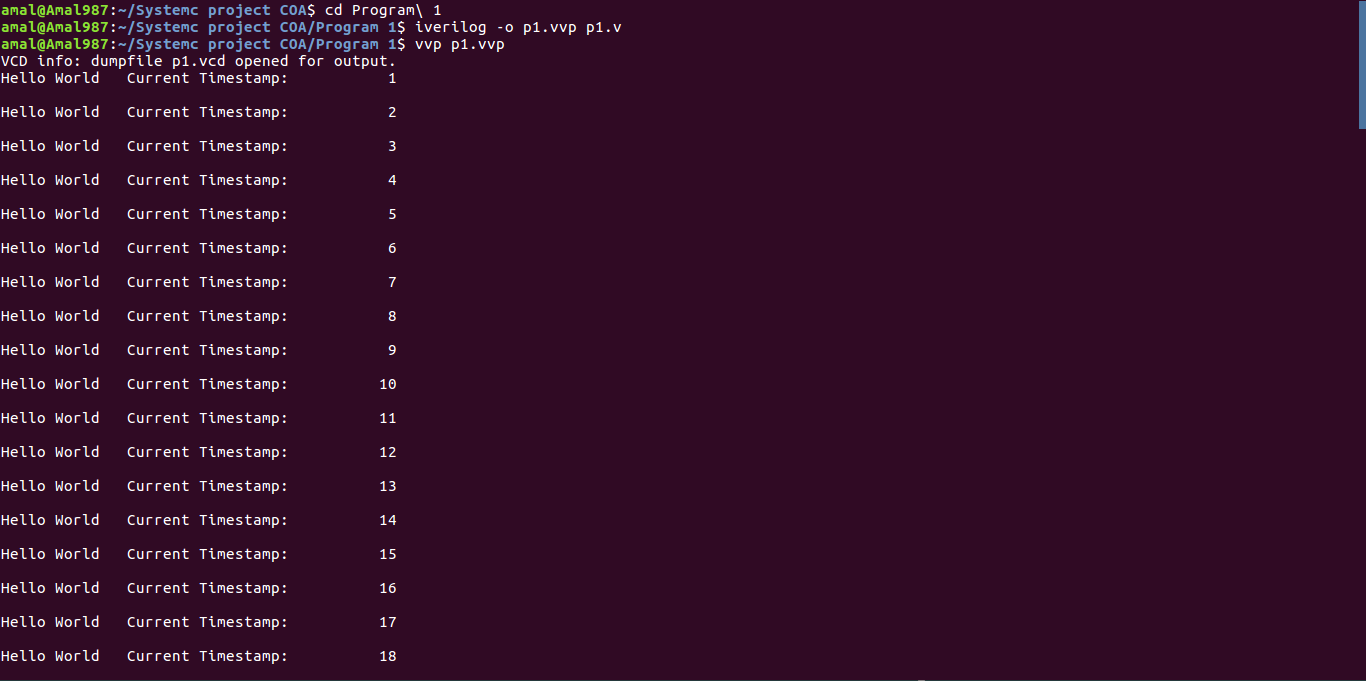 amal@Amal987:~/Systemc project COA$ cd Program\ 1
amal@Amal987:~/Systemc project COA/Program 1$ iverilog -o p1.vvp p1.v
amal@Amal987:~/Systemc project COA/Program 1$ vvp p1.vvp
VCD info: dumpfile p1.vcd opened for output.
Hello World   Current Timestamp:           1
Hello World   Current Timestamp:           2
Hello World   Current Timestamp:           3
Hello World   Current Timestamp:           4
Hello World   Current Timestamp:           5
Hello World   Current Timestamp:           6
Hello World   Current Timestamp:           7
Hello World   Current Timestamp:           8
Hello World   Current Timestamp:           9
Hello World   Current Timestamp:          10
Hello World   Current Timestamp:          11
Hello World   Current Timestamp:          12
Hello World   Current Timestamp:          13
Hello World   Current Timestamp:          14
Hello World   Current Timestamp:          15
Hello World   Current Timestamp:          16
Hello World   Current Timestamp:          17
Hello World   Current Timestamp:          18